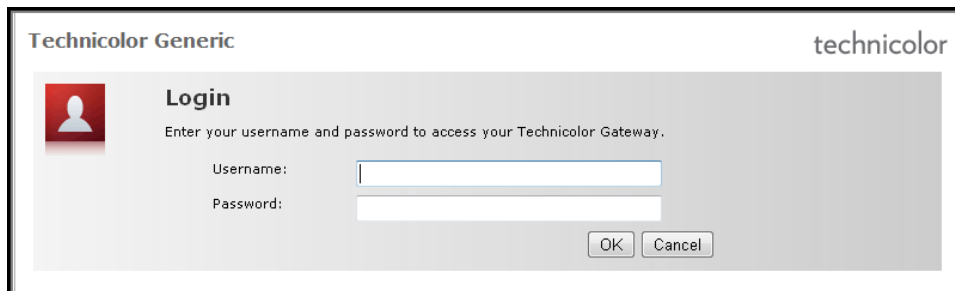 Technicolor Generic
technicolor
Login
Enter your username and password to access your Technicolor Gateway.
Username:
Password:
OK Cancel